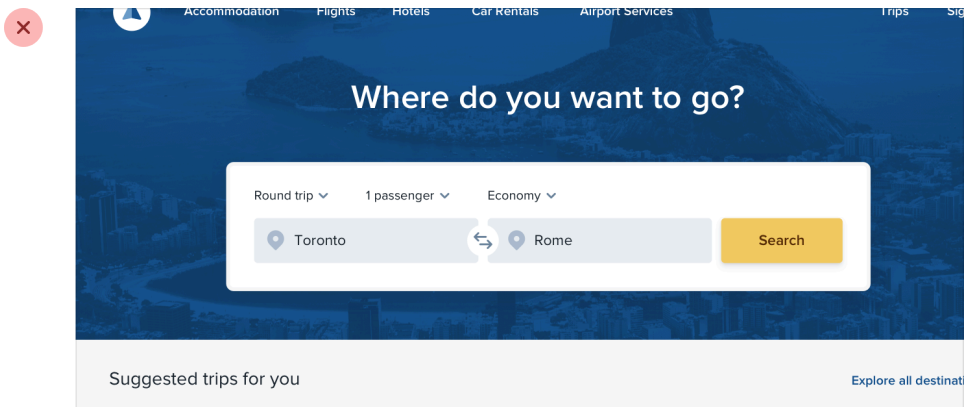 Accommodation Flights Hotels Car Rentals Airport Services Trips
Where do you want to go?
Round trip 1 passenger Economy
Toronto Rome Search
Suggested trips for you Explore all